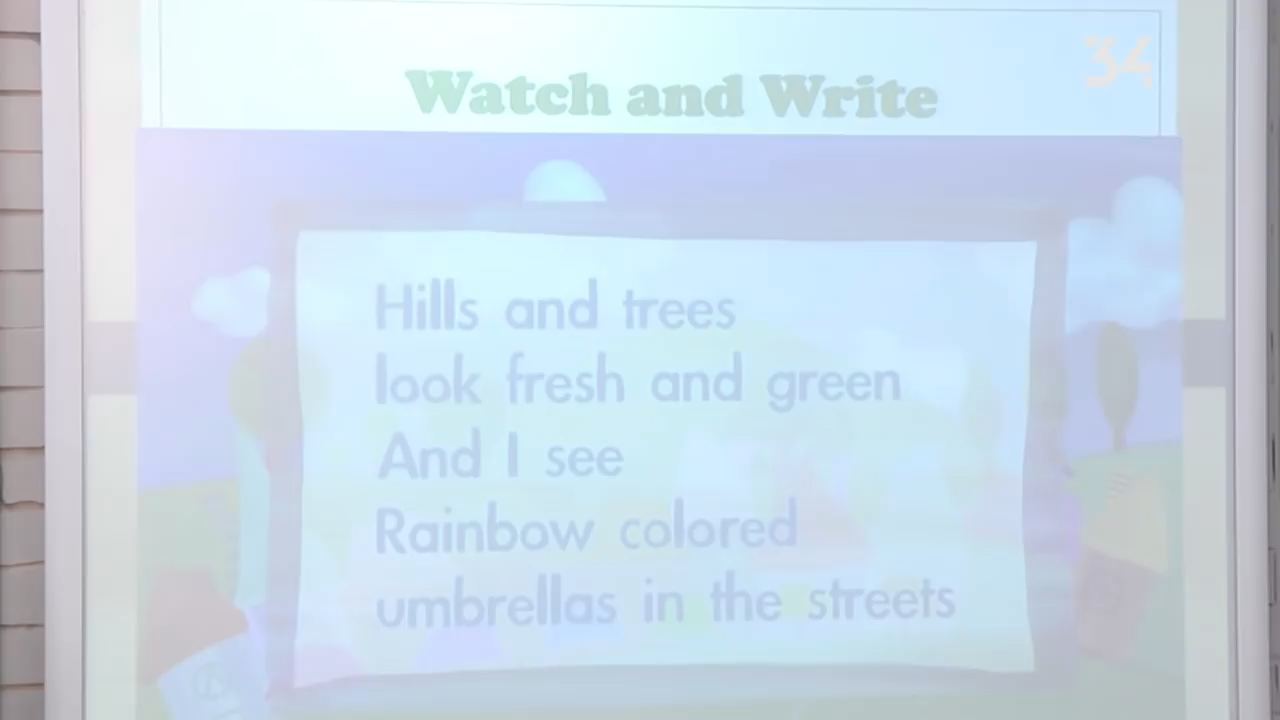 34
Watch and Write
Hills and trees
look fresh and green
And I see
Rainbow colored
umbrellas in the streets